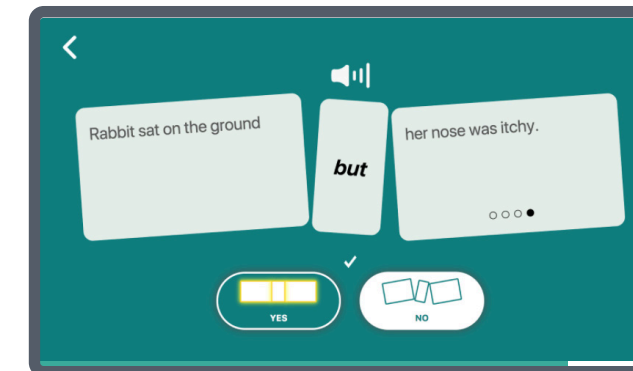 Rabbit sat on the ground
but
her nose was itchy.
YES
NO